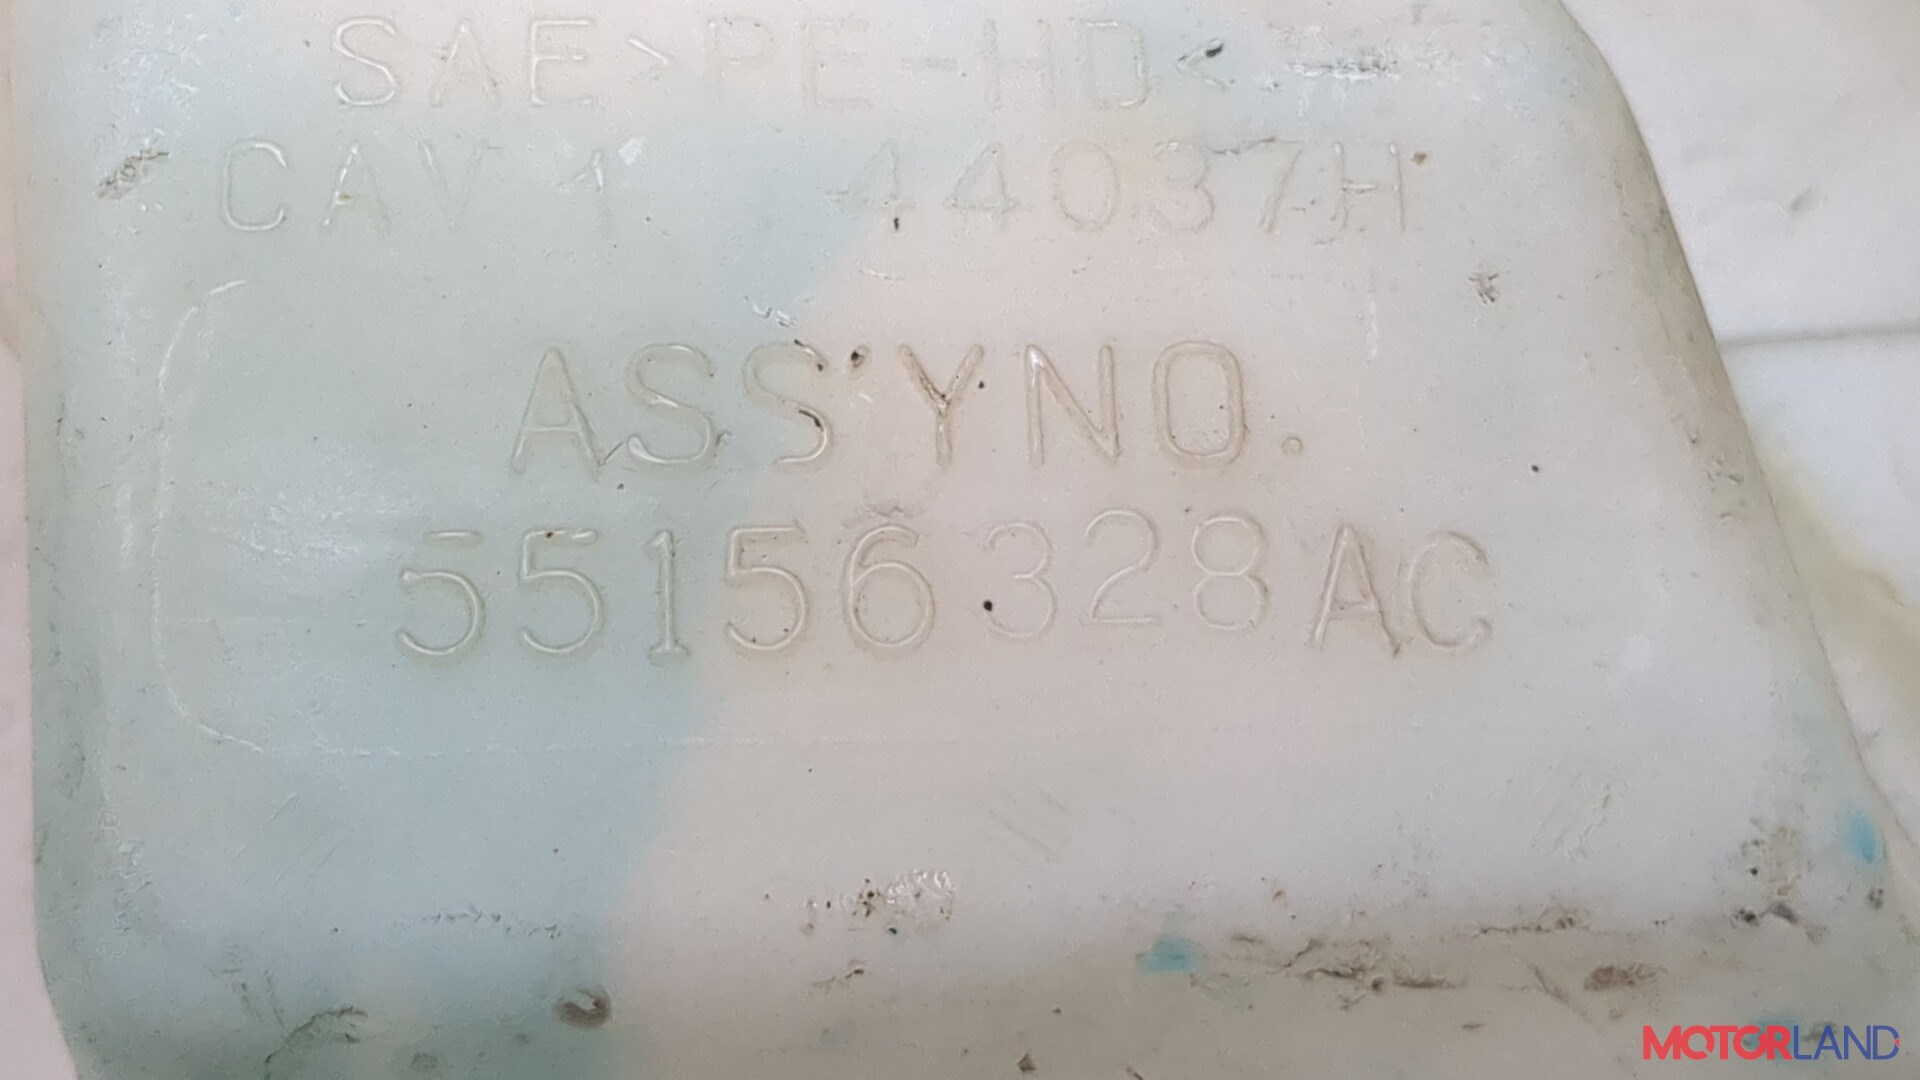 SAE >PE-HD<
CAV 1 44037H
ASS'Y NO.
55156328AC
MOTORLAND